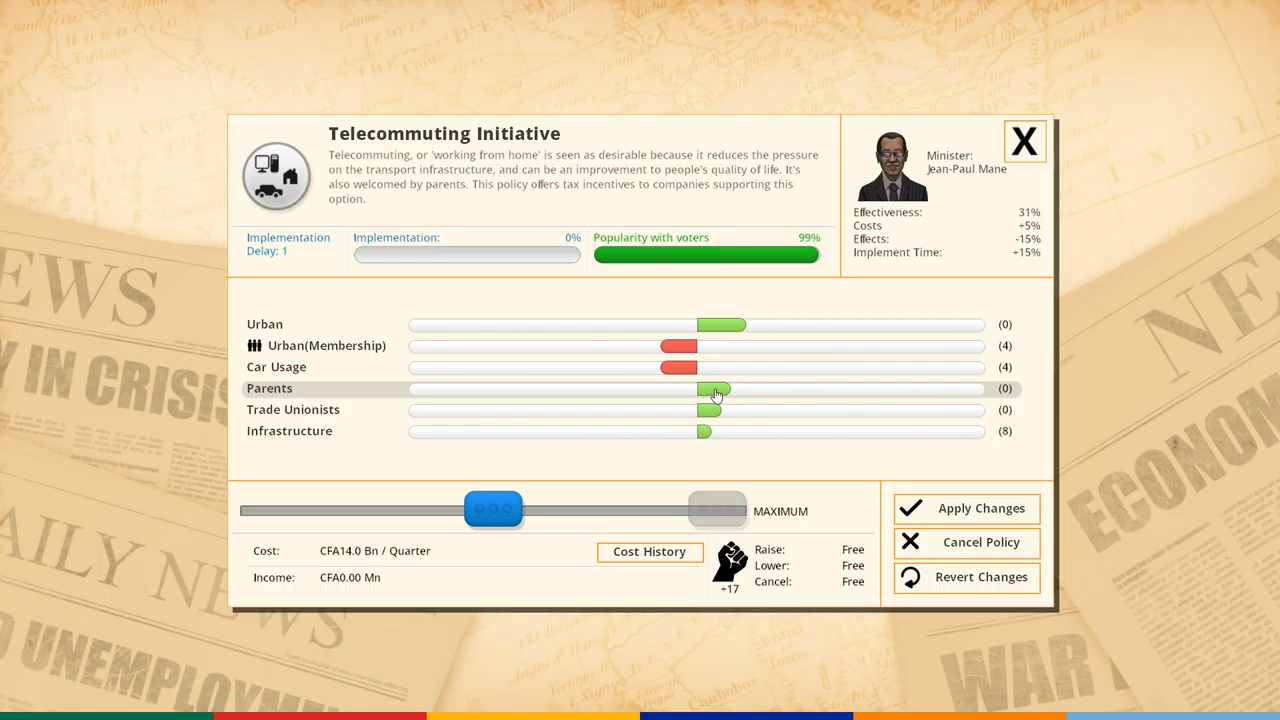 Telecommuting Initiative
Telecommuting, or 'working from home' is seen as desirable because it reduces the pressure
on the transport infrastructure, and can be an improvement to people's quality of life. It's
also welcomed by parents. This policy offers tax incentives to companies supporting this
option.
X
Minister:
Jean-Paul Mane
Effectiveness: 31%
Costs +5%
Effects: -15%
Implement Time: +15%
Implementation
Delay: 1
Implementation: 0%
Popularity with voters 99%
Urban (0)
Urban(Membership) (4)
Car Usage (4)
Parents (0)
Trade Unionists (0)
Infrastructure (8)
MAXIMUM
Cost: CFA14.0 Bn / Quarter
Income: CFA0.00 Mn
Cost History
+17
Raise: Free
Lower: Free
Cancel: Free
Apply Changes
Cancel Policy
Revert Changes
EWS
Y IN CRISIS
AILY NEWS
UNEMPLOYM
NE
ECONOM
WAR